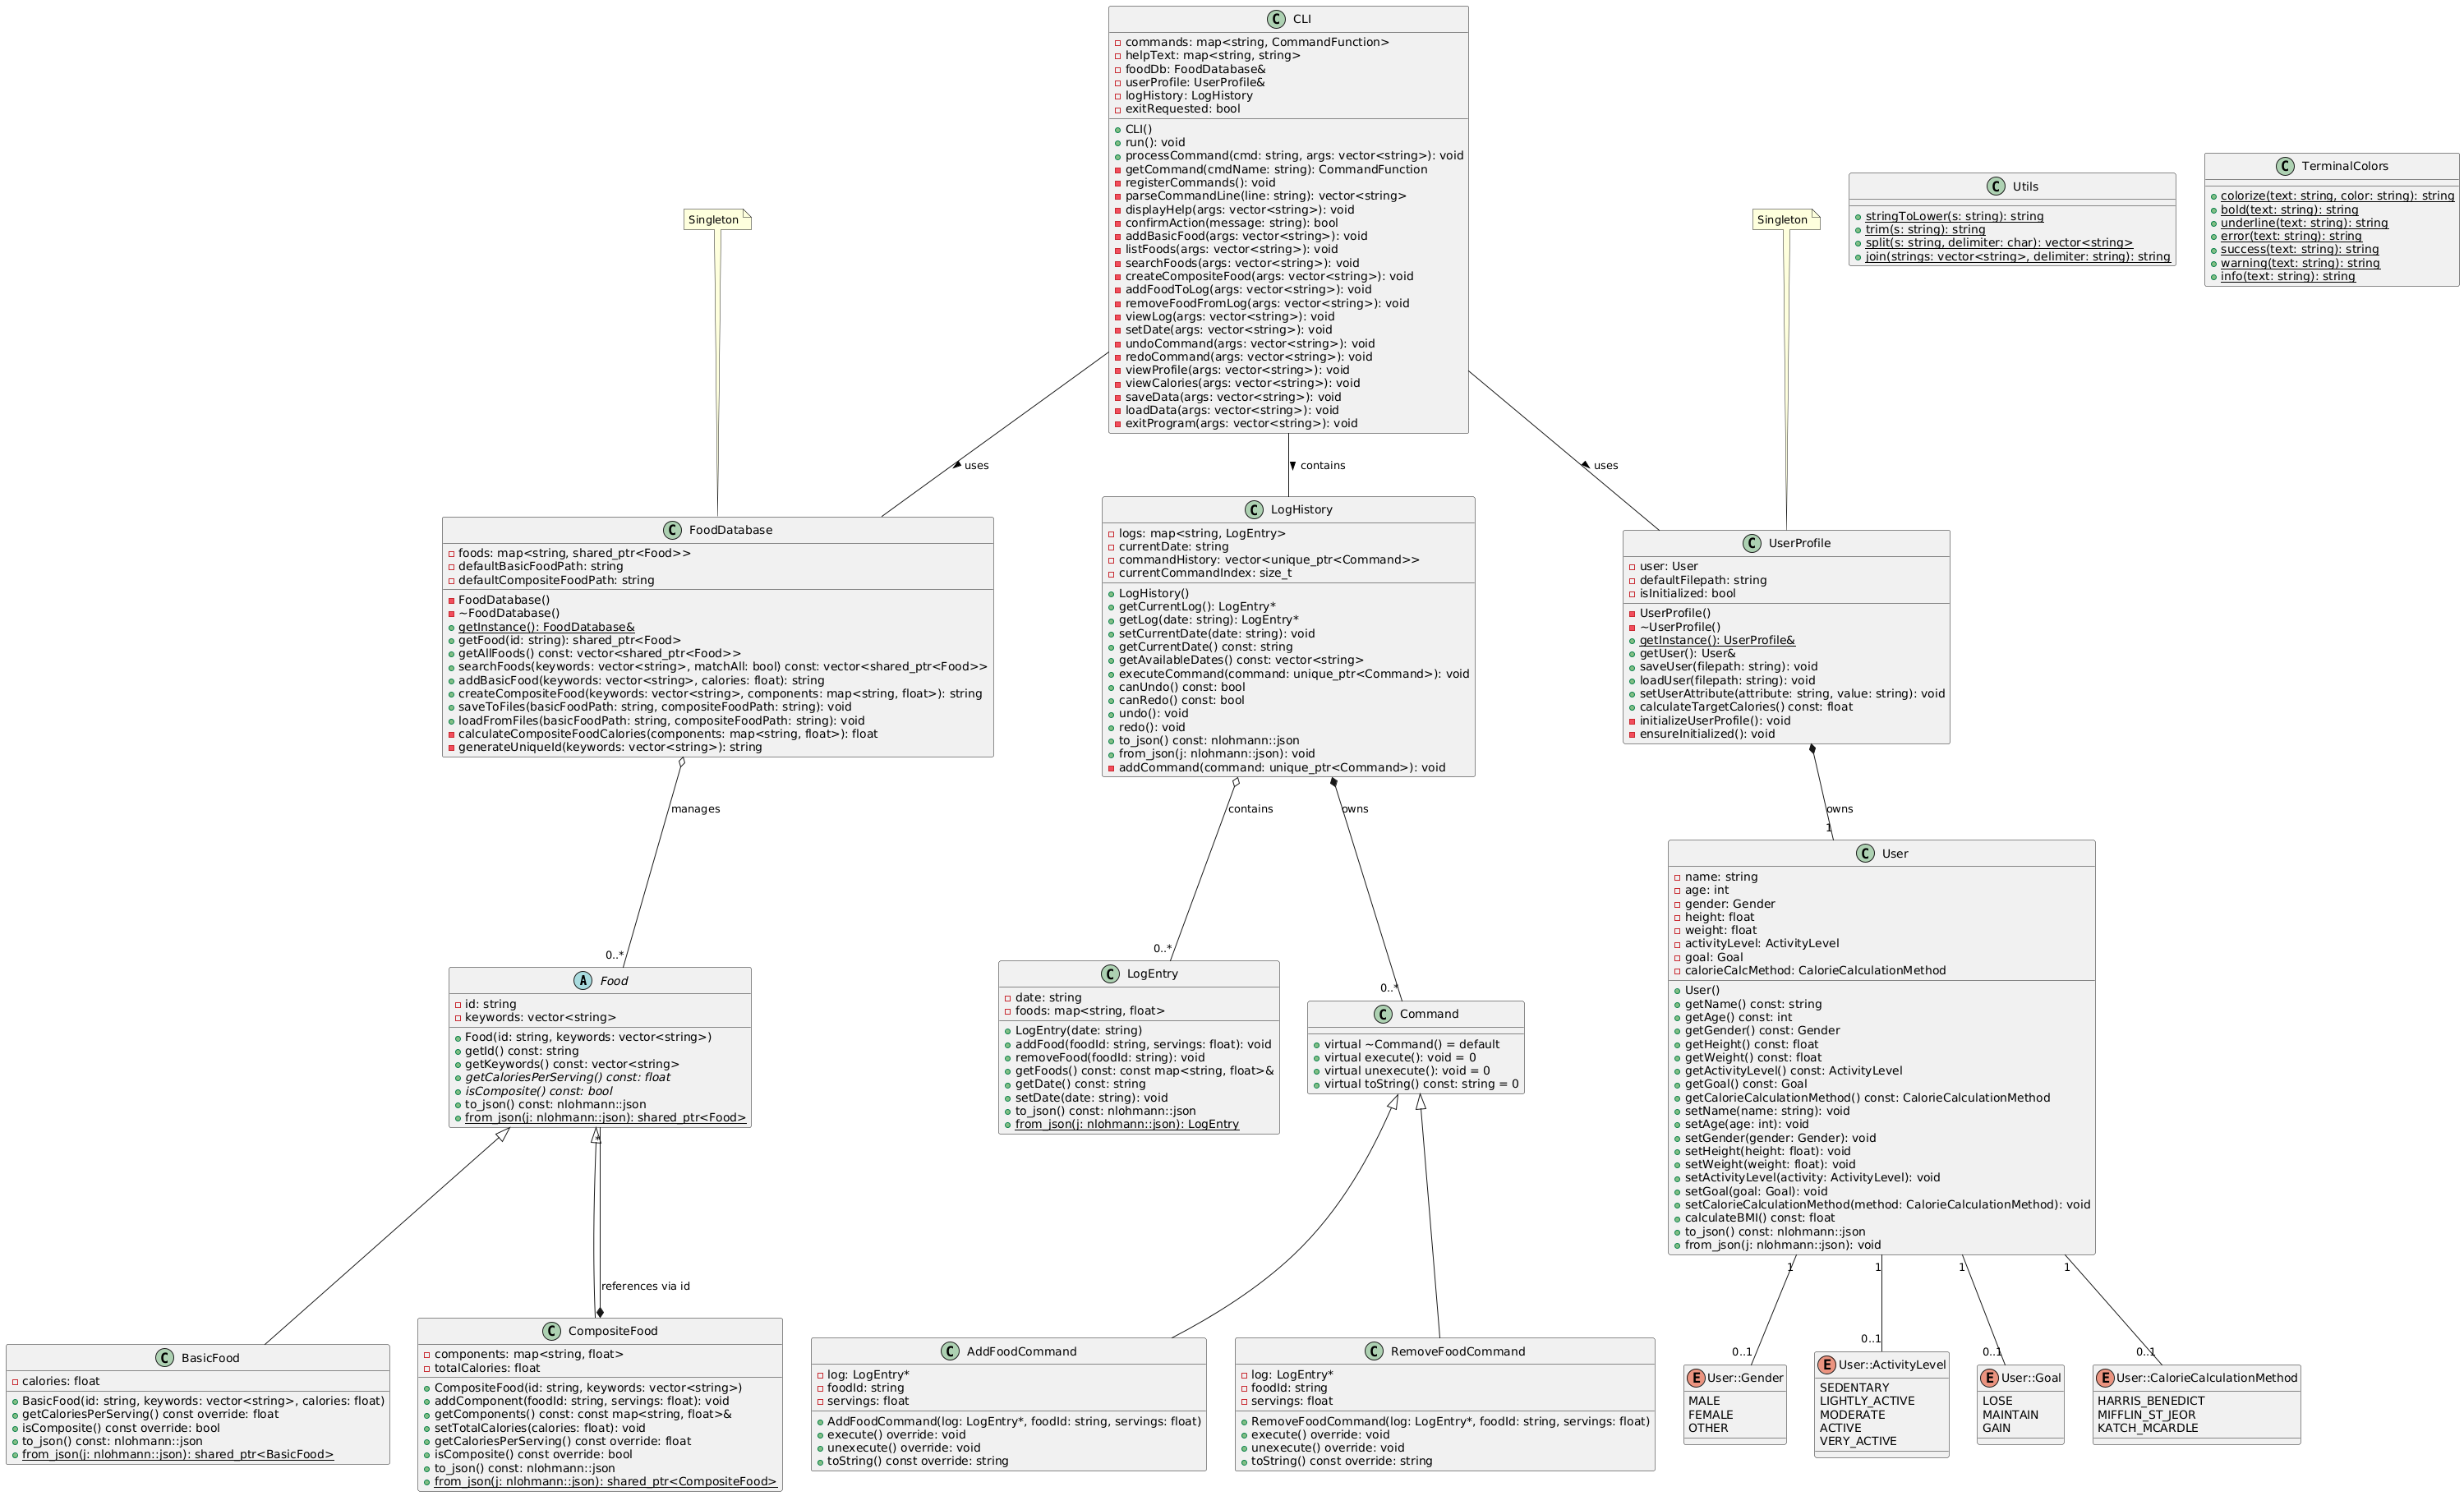 C CLI
commands: map<string, CommandFunction>
helpText: map<string, string>
foodDb: FoodDatabase&
userProfile: UserProfile&
logHistory: LogHistory
exitRequested: bool
CLI()
run(): void
processCommand(cmd: string, args: vector<string>): void
getCommand(cmdName: string): CommandFunction
registerCommands(): void
parseCommandLine(line: string): vector<string>
displayHelp(args: vector<string>): void
confirmAction(message: string): bool
addBasicFood(args: vector<string>): void
listFoods(args: vector<string>): void
searchFoods(args: vector<string>): void
createCompositeFood(args: vector<string>): void
addFoodToLog(args: vector<string>): void
removeFoodFromLog(args: vector<string>): void
viewLog(args: vector<string>): void
setDate(args: vector<string>): void
undoCommand(args: vector<string>): void
redoCommand(args: vector<string>): void
viewProfile(args: vector<string>): void
viewCalories(args: vector<string>): void
saveData(args: vector<string>): void
loadData(args: vector<string>): void
exitProgram(args: vector<string>): void
C TerminalColors
colorize(text: string, color: string): string
bold(text: string): string
underline(text: string): string
error(text: string): string
success(text: string): string
warning(text: string): string
info(text: string): string
C Utils
stringToLower(s: string): string
trim(s: string): string
split(s: string, delimiter: char): vector<string>
join(strings: vector<string>, delimiter: string): string
Singleton
Singleton
uses
contains
uses
C FoodDatabase
foods: map<string, shared_ptr<Food>>
defaultBasicFoodPath: string
defaultCompositeFoodPath: string
FoodDatabase()
~FoodDatabase()
getInstance(): FoodDatabase&
getFood(id: string): shared_ptr<Food>
getAllFoods() const: vector<shared_ptr<Food>>
searchFoods(keywords: vector<string>, matchAll: bool) const: vector<shared_ptr<Food>>
addBasicFood(keywords: vector<string>, calories: float): string
createCompositeFood(keywords: vector<string>, components: map<string, float>): string
saveToFiles(basicFoodPath: string, compositeFoodPath: string): void
loadFromFiles(basicFoodPath: string, compositeFoodPath: string): void
calculateCompositeFoodCalories(components: map<string, float>): float
generateUniqueId(keywords: vector<string>): string
C LogHistory
logs: map<string, LogEntry>
currentDate: string
commandHistory: vector<unique_ptr<Command>>
currentCommandIndex: size_t
LogHistory()
getCurrentLog(): LogEntry*
getLog(date: string): LogEntry*
setCurrentDate(date: string): void
getCurrentDate() const: string
getAvailableDates() const: vector<string>
executeCommand(command: unique_ptr<Command>): void
canUndo() const: bool
canRedo() const: bool
undo(): void
redo(): void
to_json() const: nlohmann::json
from_json(j: nlohmann::json): void
addCommand(command: unique_ptr<Command>): void
C UserProfile
user: User
defaultFilepath: string
isInitialized: bool
UserProfile()
~UserProfile()
getInstance(): UserProfile&
getUser(): User&
saveUser(filepath: string): void
loadUser(filepath: string): void
setUserAttribute(attribute: string, value: string): void
calculateTargetCalories() const: float
initializeUserProfile(): void
ensureInitialized(): void
manages
0..*
contains
0..*
owns
0..*
owns
1
A Food
id: string
keywords: vector<string>
Food(id: string, keywords: vector<string>)
getId() const: string
getKeywords() const: vector<string>
getCaloriesPerServing() const: float
isComposite() const: bool
to_json() const: nlohmann::json
from_json(j: nlohmann::json): shared_ptr<Food>
C LogEntry
date: string
foods: map<string, float>
LogEntry(date: string)
addFood(foodId: string, servings: float): void
removeFood(foodId: string): void
getFoods() const: const map<string, float>&
getDate() const: string
setDate(date: string): void
to_json() const: nlohmann::json
from_json(j: nlohmann::json): LogEntry
C Command
virtual ~Command() = default
virtual execute(): void = 0
virtual unexecute(): void = 0
virtual toString() const: string = 0
C User
name: string
age: int
gender: Gender
height: float
weight: float
activityLevel: ActivityLevel
goal: Goal
calorieCalcMethod: CalorieCalculationMethod
User()
getName() const: string
getAge() const: int
getGender() const: Gender
getHeight() const: float
getWeight() const: float
getActivityLevel() const: ActivityLevel
getGoal() const: Goal
getCalorieCalculationMethod() const: CalorieCalculationMethod
setName(name: string): void
setAge(age: int): void
setGender(gender: Gender): void
setHeight(height: float): void
setWeight(weight: float): void
setActivityLevel(activity: ActivityLevel): void
setGoal(goal: Goal): void
setCalorieCalculationMethod(method: CalorieCalculationMethod): void
calculateBMI() const: float
to_json() const: nlohmann::json
from_json(j: nlohmann::json): void
*
references via id
1
1
1
1
0..1
0..1
0..1
0..1
C BasicFood
calories: float
BasicFood(id: string, keywords: vector<string>, calories: float)
getCaloriesPerServing() const override: float
isComposite() const override: bool
to_json() const: nlohmann::json
from_json(j: nlohmann::json): shared_ptr<BasicFood>
C CompositeFood
components: map<string, float>
totalCalories: float
CompositeFood(id: string, keywords: vector<string>)
addComponent(foodId: string, servings: float): void
getComponents() const: const map<string, float>&
setTotalCalories(calories: float): void
getCaloriesPerServing() const override: float
isComposite() const override: bool
to_json() const: nlohmann::json
from_json(j: nlohmann::json): shared_ptr<CompositeFood>
C AddFoodCommand
log: LogEntry*
foodId: string
servings: float
AddFoodCommand(log: LogEntry*, foodId: string, servings: float)
execute() override: void
unexecute() override: void
toString() const override: string
C RemoveFoodCommand
log: LogEntry*
foodId: string
servings: float
RemoveFoodCommand(log: LogEntry*, foodId: string, servings: float)
execute() override: void
unexecute() override: void
toString() const override: string
E User::Gender
MALE
FEMALE
OTHER
E User::ActivityLevel
SEDENTARY
LIGHTLY_ACTIVE
MODERATE
ACTIVE
VERY_ACTIVE
E User::Goal
LOSE
MAINTAIN
GAIN
E User::CalorieCalculationMethod
HARRIS_BENEDICT
MIFFLIN_ST_JEOR
KATCH_MCARDLE